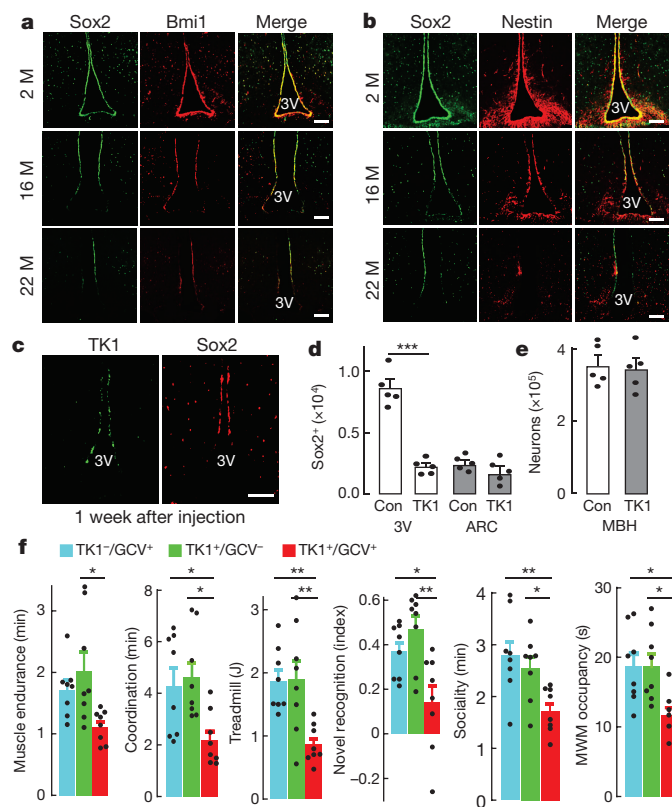 a
Sox2 Bmi1 Merge
2 M
3V
16 M
3V
22 M
3V
b
Sox2 Nestin Merge
2 M
3V
16 M
3V
22 M
3V
c
TK1 Sox2
3V 3V
1 week after injection
d
Sox2⁺ (×10⁴)
1.0
0.5
0.0
***
Con TK1 Con TK1
3V ARC
e
Neurons (×10⁵)
4
2
0
Con TK1
MBH
f
TK1⁻/GCV⁺ TK1⁺/GCV⁻ TK1⁺/GCV⁺
Muscle endurance (min)
3
2
1
0
*
Coordination (min)
8
6
4
2
0
*
*
Treadmill (J)
3
2
1
0
**
**
Novel recognition (index)
0.6
0.4
0.2
0
−0.2
*
**
Sociality (min)
4
3
2
1
0
**
*
MWM occupancy (s)
30
20
10
0
*
*